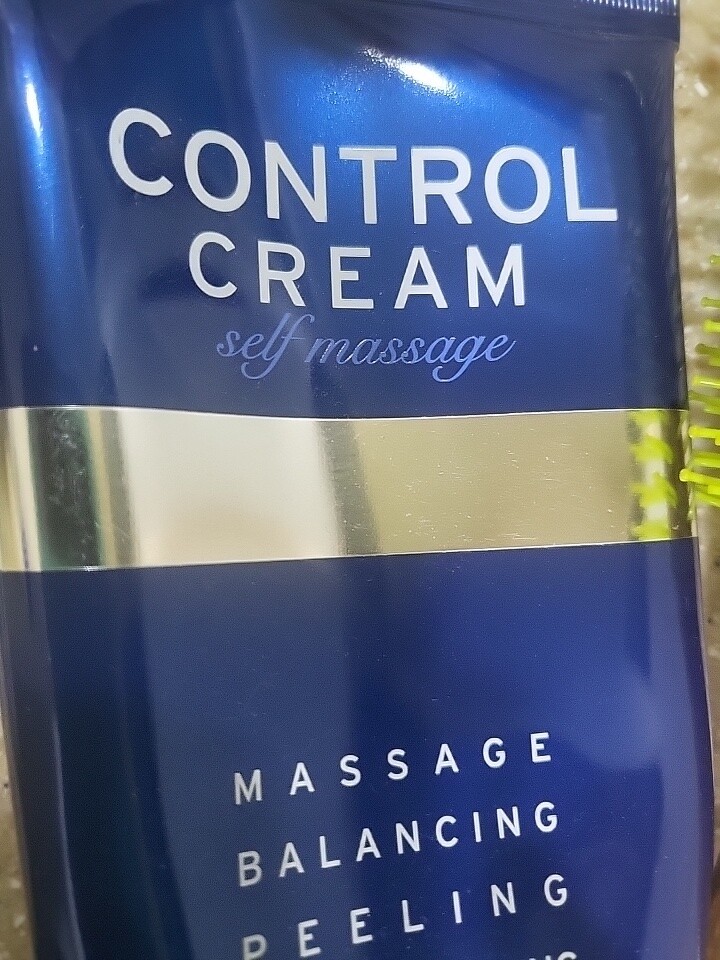 CONTROL
CREAM
self massage
MASSAGE
BALANCING
PEELING